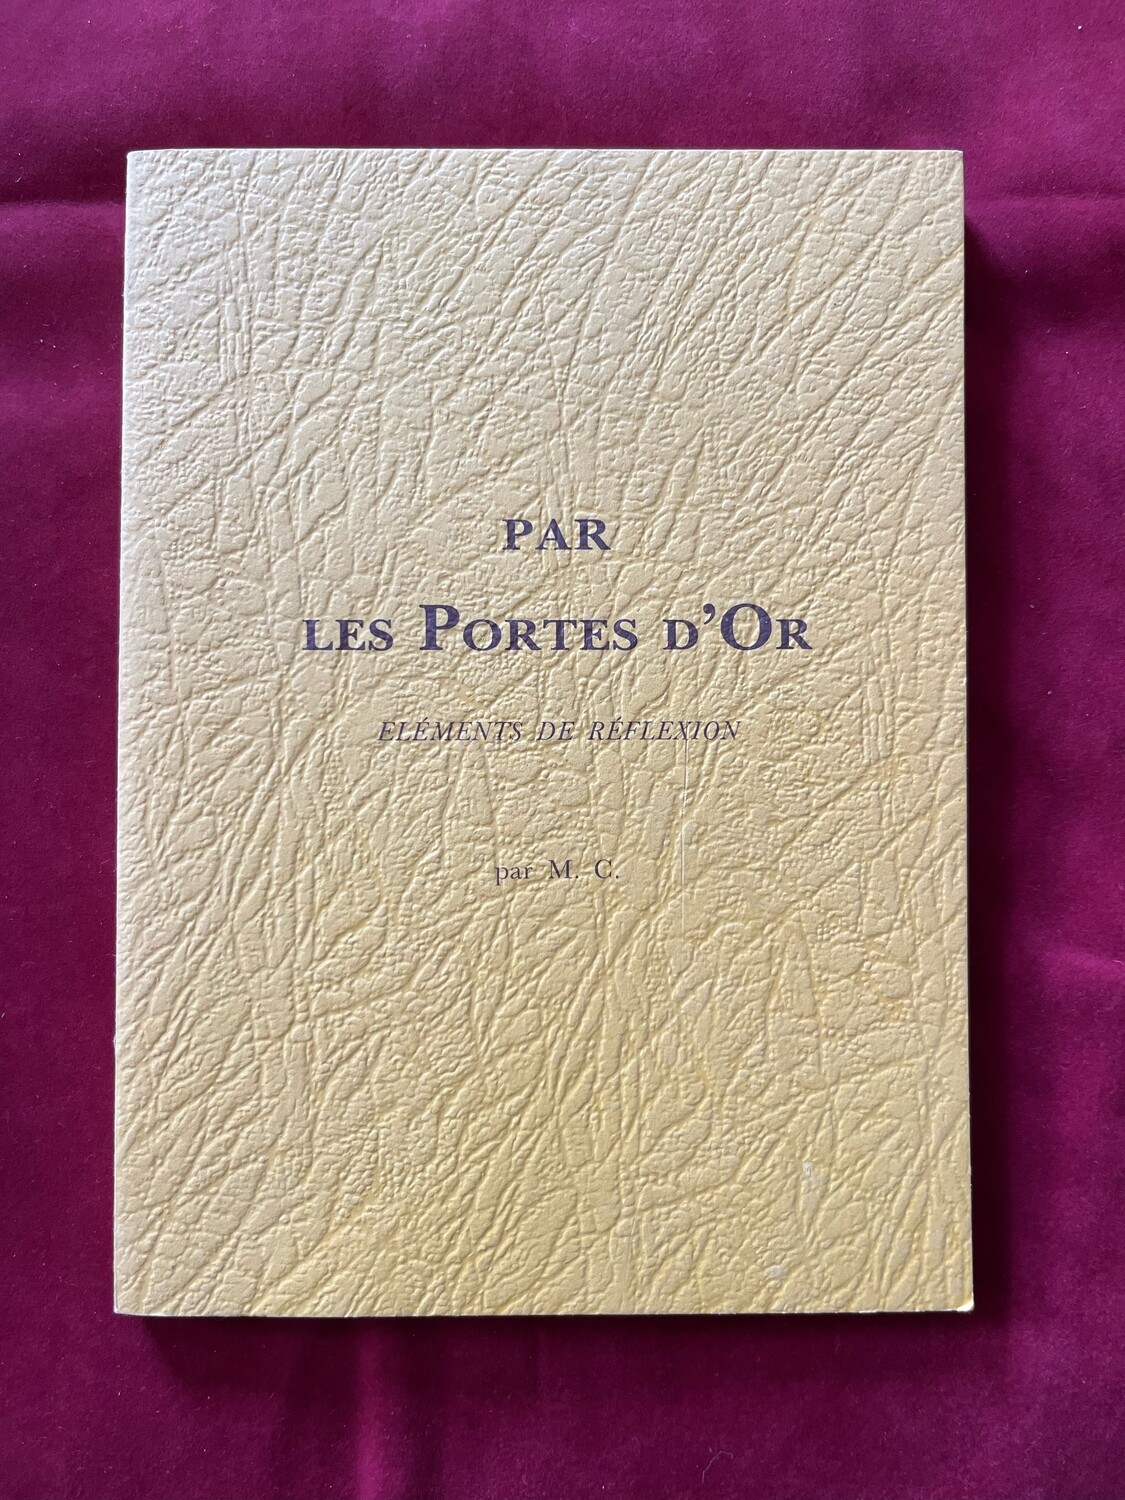 PAR
LES PORTES D'OR
ELÉMENTS DE RÉFLEXION
par M. C.